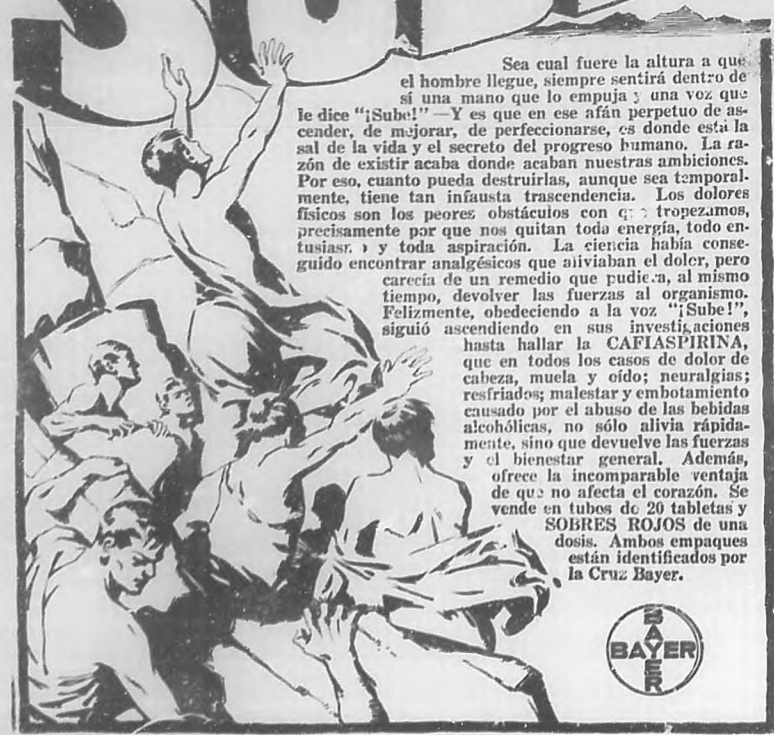 Sea cual fuere la altura a que
el hombre llegue, siempre sentirá dentro de
sí una mano que lo empuja y una voz que
le dice "¡Sube!"—Y es que en ese afán perpetuo de as-
cender, de mejorar, de perfeccionarse, es donde está la
sal de la vida y el secreto del progreso humano. La ra-
zón de existir acaba donde acaban nuestras ambiciones.
Por eso, cuanto pueda destruirlas, aunque sea temporal-
mente, tiene tan infausta trascendencia. Los dolores
físicos son los peores obstáculos con que tropezamos,
precisamente por que nos quitan toda energía, todo en-
tusiasmo y toda aspiración. La ciencia había conse-
guido encontrar analgésicos que aliviaban el dolor, pero
carecía de un remedio que pudiera, al mismo
tiempo, devolver las fuerzas al organismo.
Felizmente, obedeciendo a la voz "¡Sube!",
siguió ascendiendo en sus investigaciones
hasta hallar la CAFIASPIRINA,
que en todos los casos de dolor de
cabeza, muela y oído; neuralgias;
resfriados; malestar y embotamiento
causado por el abuso de las bebidas
alcohólicas, no sólo alivia rápida-
mente, sino que devuelve las fuerzas
y el bienestar general. Además,
ofrece la incomparable ventaja
de que no afecta el corazón. Se
vende en tubos de 20 tabletas y
SOBRES ROJOS de una
dosis. Ambos empaques
están identificados por
la Cruz Bayer.
BAYER
BAYER